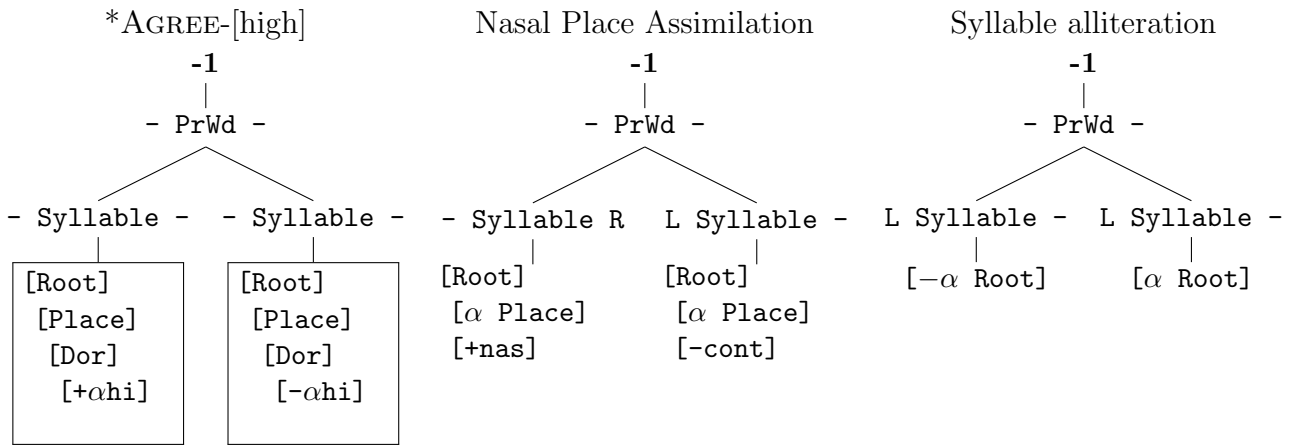 *AGREE-[high] Nasal Place Assimilation Syllable alliteration
-1 -1 -1
- PrWd - - PrWd - - PrWd -
- Syllable - - Syllable - - Syllable R L Syllable - L Syllable - L Syllable -
[Root] [Root] [Root] [Root] [−α Root] [α Root]
[Place] [Place] [α Place] [α Place]
[Dor] [Dor] [+nas] [-cont]
[+αhi] [-αhi]